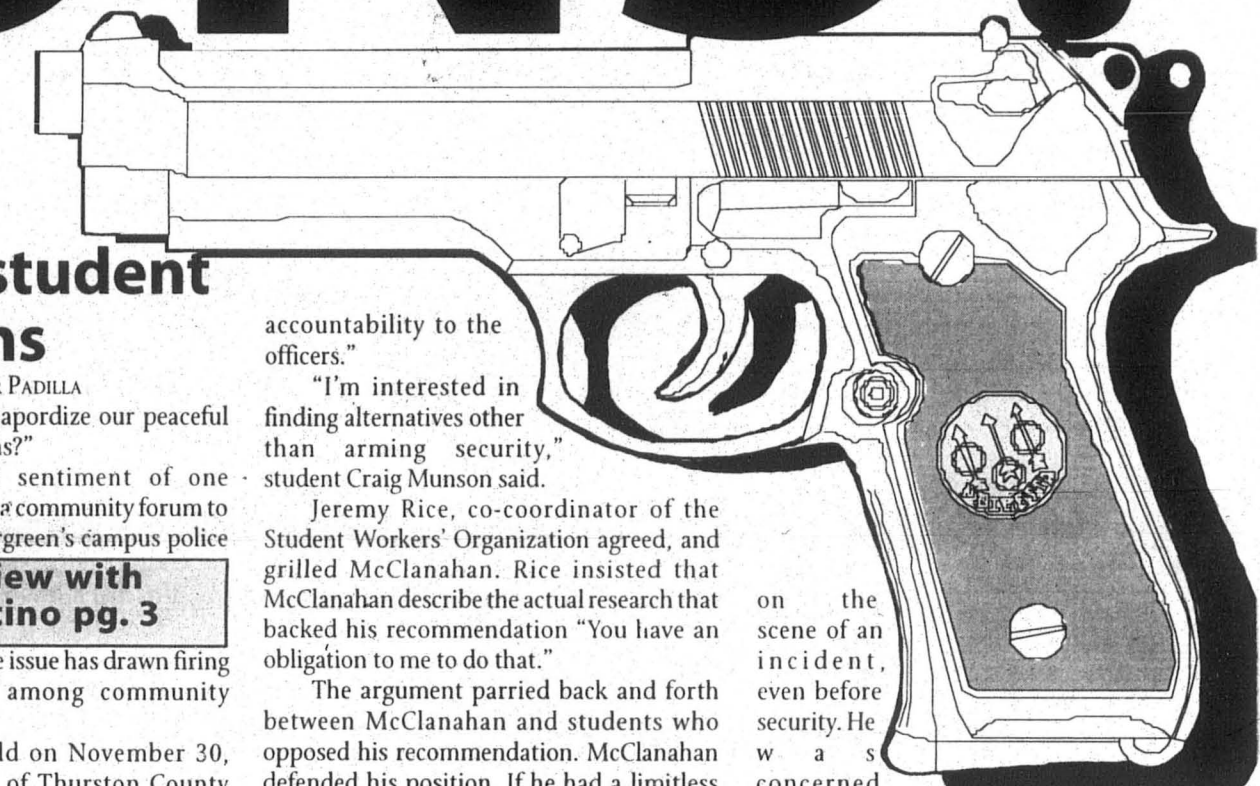 student
ns
PADILLA
apordize our peaceful
ns?”
sentiment of one
a community forum to
rgreen's campus police
iew with
tino pg. 3
e issue has drawn firing
among community
ld on November 30,
of Thurston County
accountability to the
officers.”
“I'm interested in
finding alternatives other
than arming security,”
student Craig Munson said.
Jeremy Rice, co-coordinator of the
Student Workers' Organization agreed, and
grilled McClanahan. Rice insisted that
McClanahan describe the actual research that
backed his recommendation “You have an
obligation to me to do that.”
The argument parried back and forth
between McClanahan and students who
opposed his recommendation. McClanahan
defended his position. If he had a limitless
on the
scene of an
incident,
even before
security. He
w a s
concerned